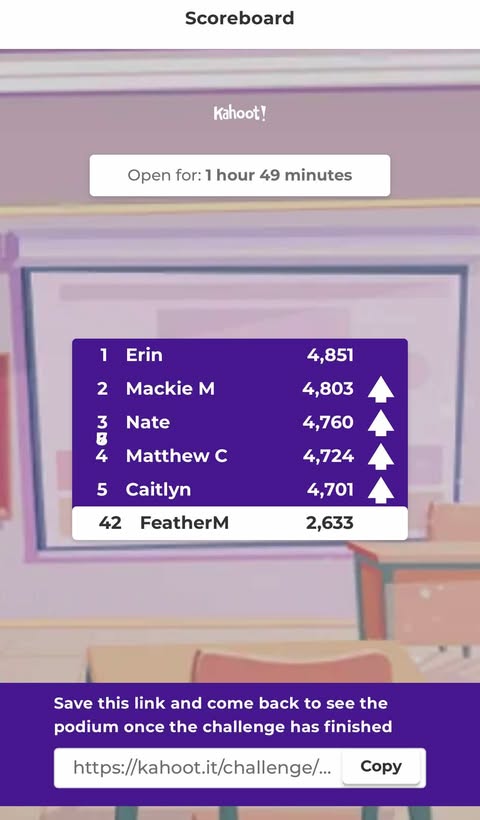 Scoreboard
Kahoot!
Open for: 1 hour 49 minutes
1 Erin 4,851
2 Mackie M 4,803
3 Nate 4,760
4 Matthew C 4,724
5 Caitlyn 4,701
42 FeatherM 2,633
Save this link and come back to see the
podium once the challenge has finished
https://kahoot.it/challenge/... Copy